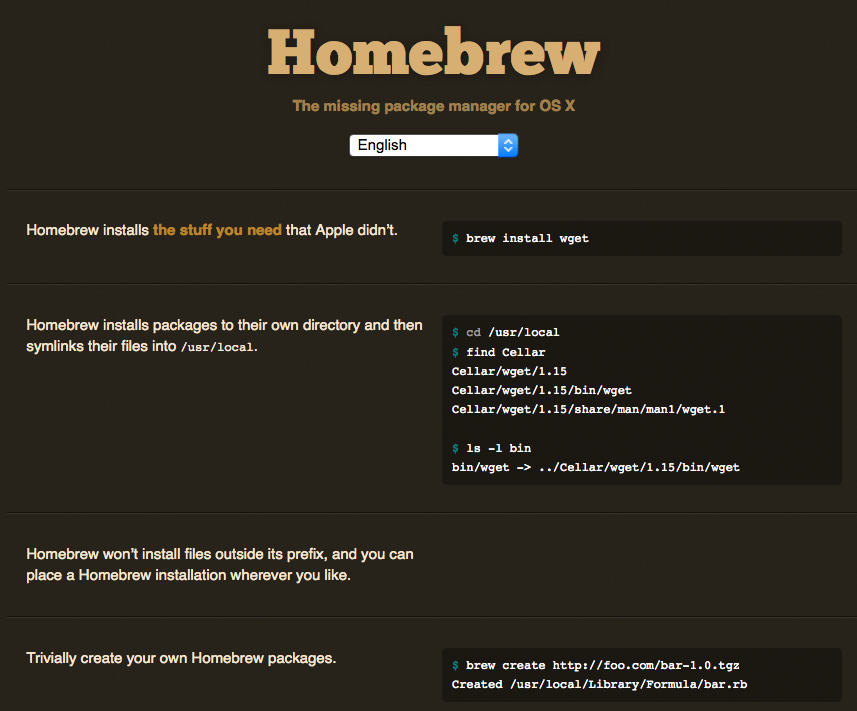 Homebrew
The missing package manager for OS X
English
Homebrew installs the stuff you need that Apple didn’t.
$ brew install wget
Homebrew installs packages to their own directory and then
symlinks their files into /usr/local.
$ cd /usr/local
$ find Cellar
Cellar/wget/1.15
Cellar/wget/1.15/bin/wget
Cellar/wget/1.15/share/man/man1/wget.1
$ ls -l bin
bin/wget -> ../Cellar/wget/1.15/bin/wget
Homebrew won’t install files outside its prefix, and you can
place a Homebrew installation wherever you like.
Trivially create your own Homebrew packages.
$ brew create http://foo.com/bar-1.0.tgz
Created /usr/local/Library/Formula/bar.rb